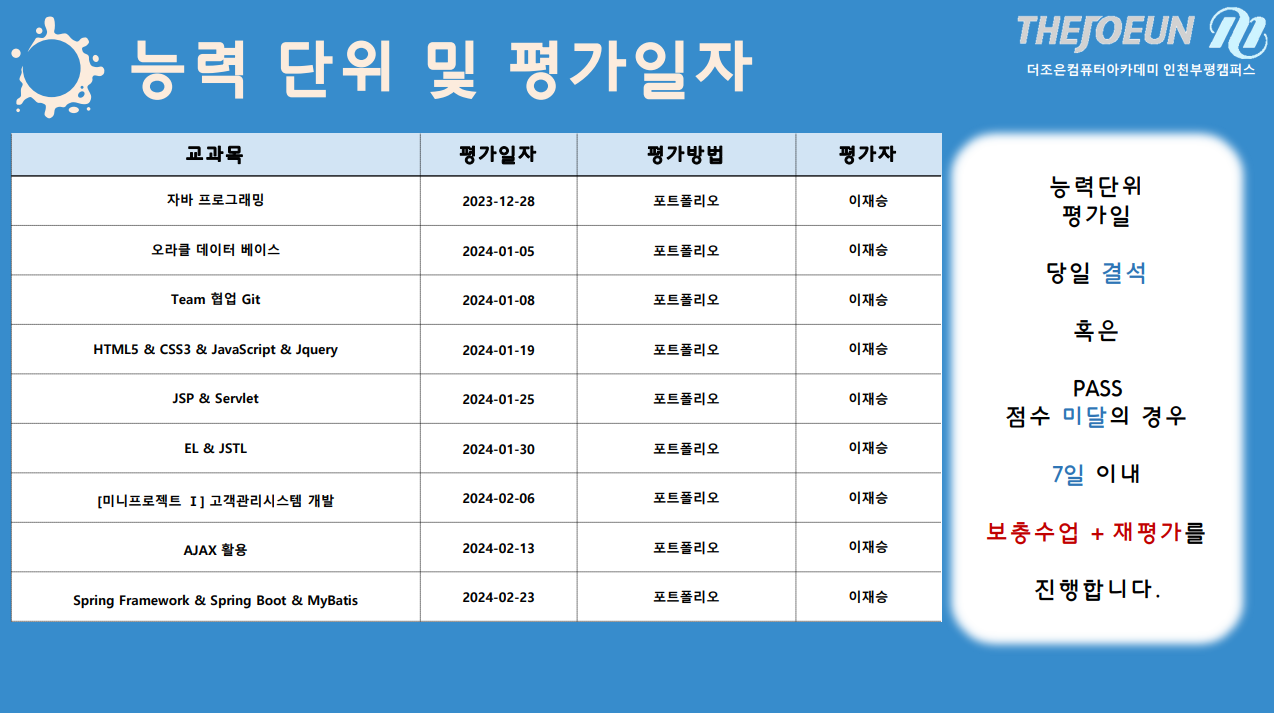 능력 단위 및 평가일자
THEJOEUN
더조은컴퓨터아카데미 인천부평캠퍼스
교과목 평가일자 평가방법 평가자
자바 프로그래밍 2023-12-28 포트폴리오 이재승
오라클 데이터 베이스 2024-01-05 포트폴리오 이재승
Team 협업 Git 2024-01-08 포트폴리오 이재승
HTML5 & CSS3 & JavaScript & Jquery 2024-01-19 포트폴리오 이재승
JSP & Servlet 2024-01-25 포트폴리오 이재승
EL & JSTL 2024-01-30 포트폴리오 이재승
[미니프로젝트 Ⅰ] 고객관리시스템 개발 2024-02-06 포트폴리오 이재승
AJAX 활용 2024-02-13 포트폴리오 이재승
Spring Framework & Spring Boot & MyBatis 2024-02-23 포트폴리오 이재승
능력단위
평가일
당일 결석
혹은
PASS
점수 미달의 경우
7일 이내
보충수업 + 재평가를
진행합니다.